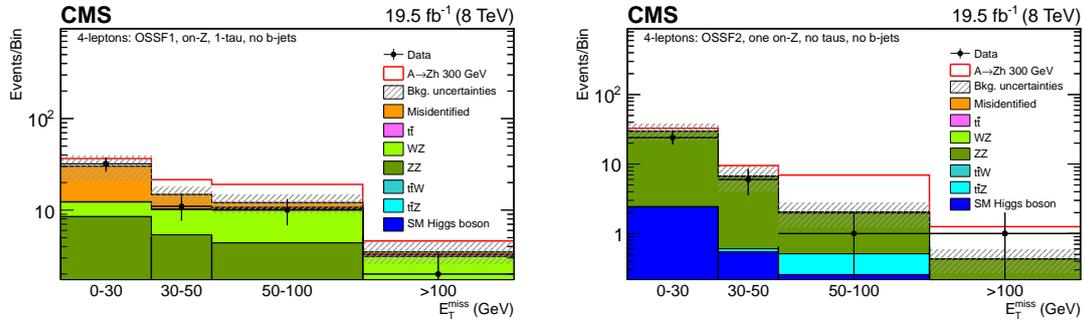 CMS
19.5 fb⁻¹ (8 TeV)
4-leptons: OSSF1, on-Z, 1-tau, no b-jets
Events/Bin
10²
10
Data
A→Zh 300 GeV
Bkg. uncertainties
Misidentified
tt̄
WZ
ZZ
tt̄W
tt̄Z
SM Higgs boson
0-30
30-50
50-100
>100
E_T^miss (GeV)
CMS
19.5 fb⁻¹ (8 TeV)
4-leptons: OSSF2, one on-Z, no taus, no b-jets
Events/Bin
10²
10
1
Data
A→Zh 300 GeV
Bkg. uncertainties
Misidentified
tt̄
WZ
ZZ
tt̄W
tt̄Z
SM Higgs boson
0-30
30-50
50-100
>100
E_T^miss (GeV)